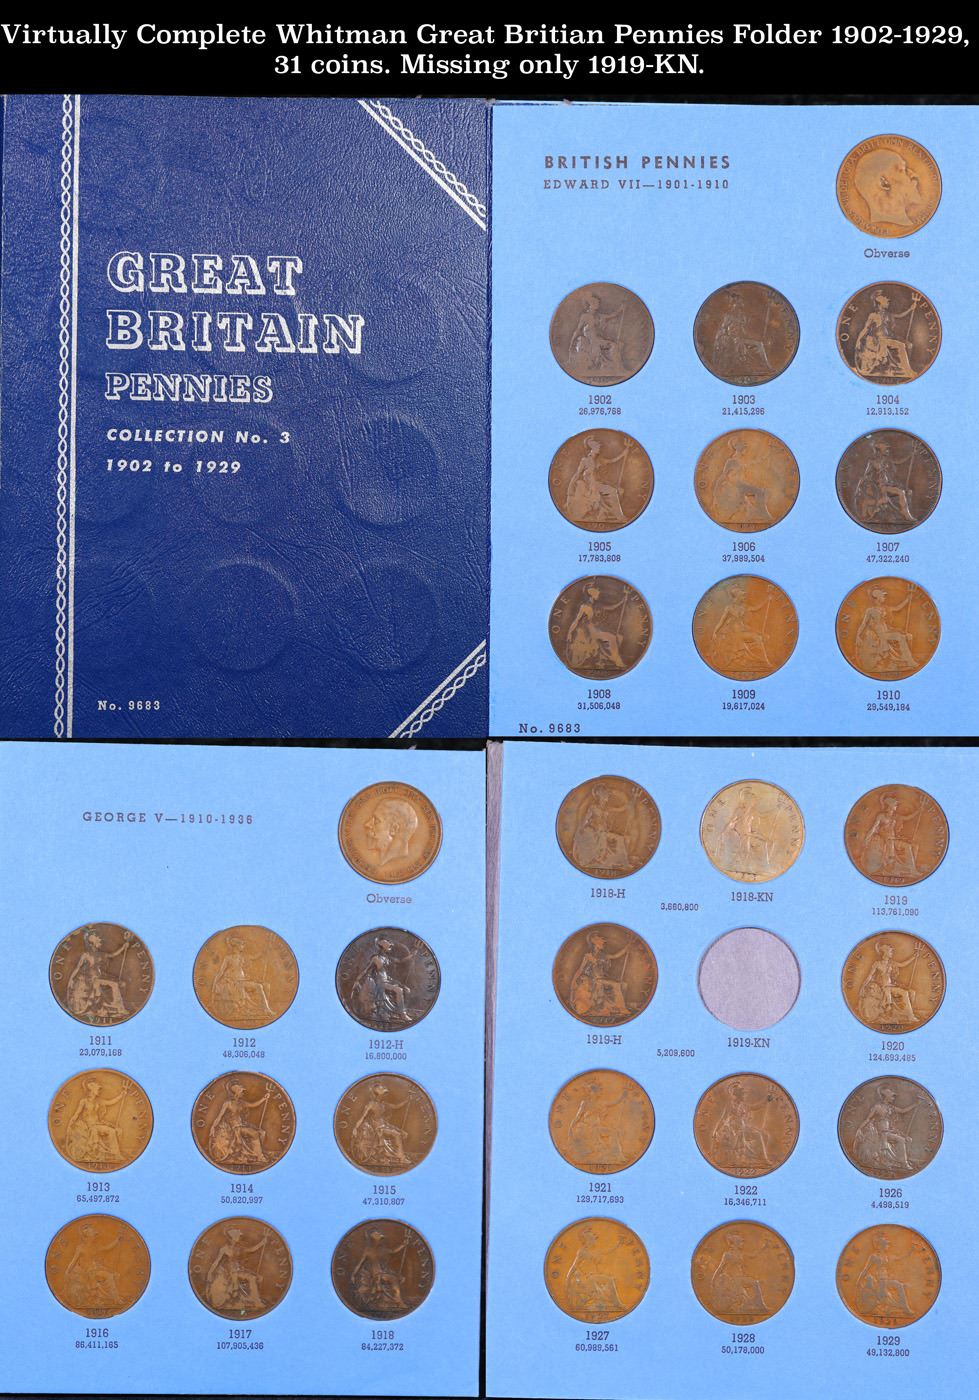 Virtually Complete Whitman Great Britian Pennies Folder 1902-1929,
31 coins. Missing only 1919-KN.
GREAT
BRITAIN
PENNIES
COLLECTION No. 3
1902 to 1929
No. 9683
BRITISH PENNIES
EDWARD VII—1901-1910
Obverse
1902 1903 1904
26,976,768 21,415,296 12,913,152
1905 1906 1907
17,783,808 37,989,504 47,322,240
1908 1909 1910
31,506,048 19,617,024 29,549,184
No. 9683
GEORGE V—1910-1936
Obverse
1911 1912 1912-H
23,079,168 48,306,048 16,800,000
1913 1914 1915
65,497,872 50,820,997 47,310,807
1916 1917 1918
86,411,165 107,905,436 84,227,372
1918-H 1918-KN 1919
3,660,800 113,761,090
1919-H 1919-KN 1920
5,209,600 124,693,485
1921 1922 1926
129,717,693 16,346,711 4,498,519
1927 1928 1929
60,989,561 50,178,000 49,132,800